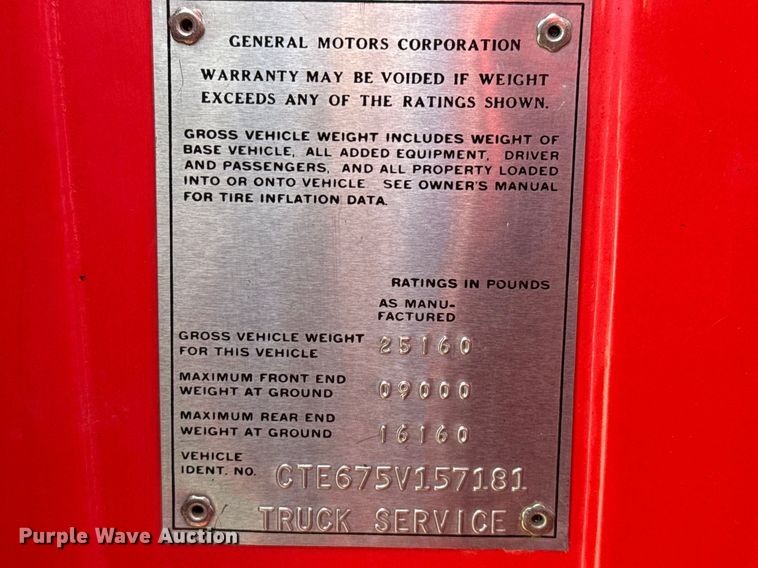 GENERAL MOTORS CORPORATION
WARRANTY MAY BE VOIDED IF WEIGHT
EXCEEDS ANY OF THE RATINGS SHOWN.
GROSS VEHICLE WEIGHT INCLUDES WEIGHT OF
BASE VEHICLE, ALL ADDED EQUIPMENT, DRIVER
AND PASSENGERS, AND ALL PROPERTY LOADED
INTO OR ONTO VEHICLE. SEE OWNER'S MANUAL
FOR TIRE INFLATION DATA.
RATINGS IN POUNDS
AS MANU-
FACTURED
GROSS VEHICLE WEIGHT
FOR THIS VEHICLE 25160
MAXIMUM FRONT END
WEIGHT AT GROUND 09000
MAXIMUM REAR END
WEIGHT AT GROUND 16160
VEHICLE
IDENT. NO. CTE675V157181
TRUCK SERVICE
Purple Wave Auction